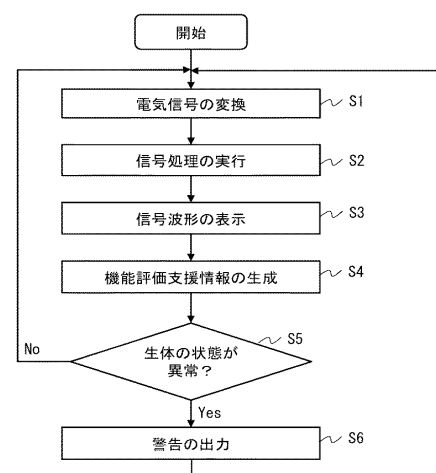 開始
電気信号の変換 S1
信号処理の実行 S2
信号波形の表示 S3
機能評価支援情報の生成 S4
S5
生体の状態が
異常?
No
Yes
警告の出力 S6